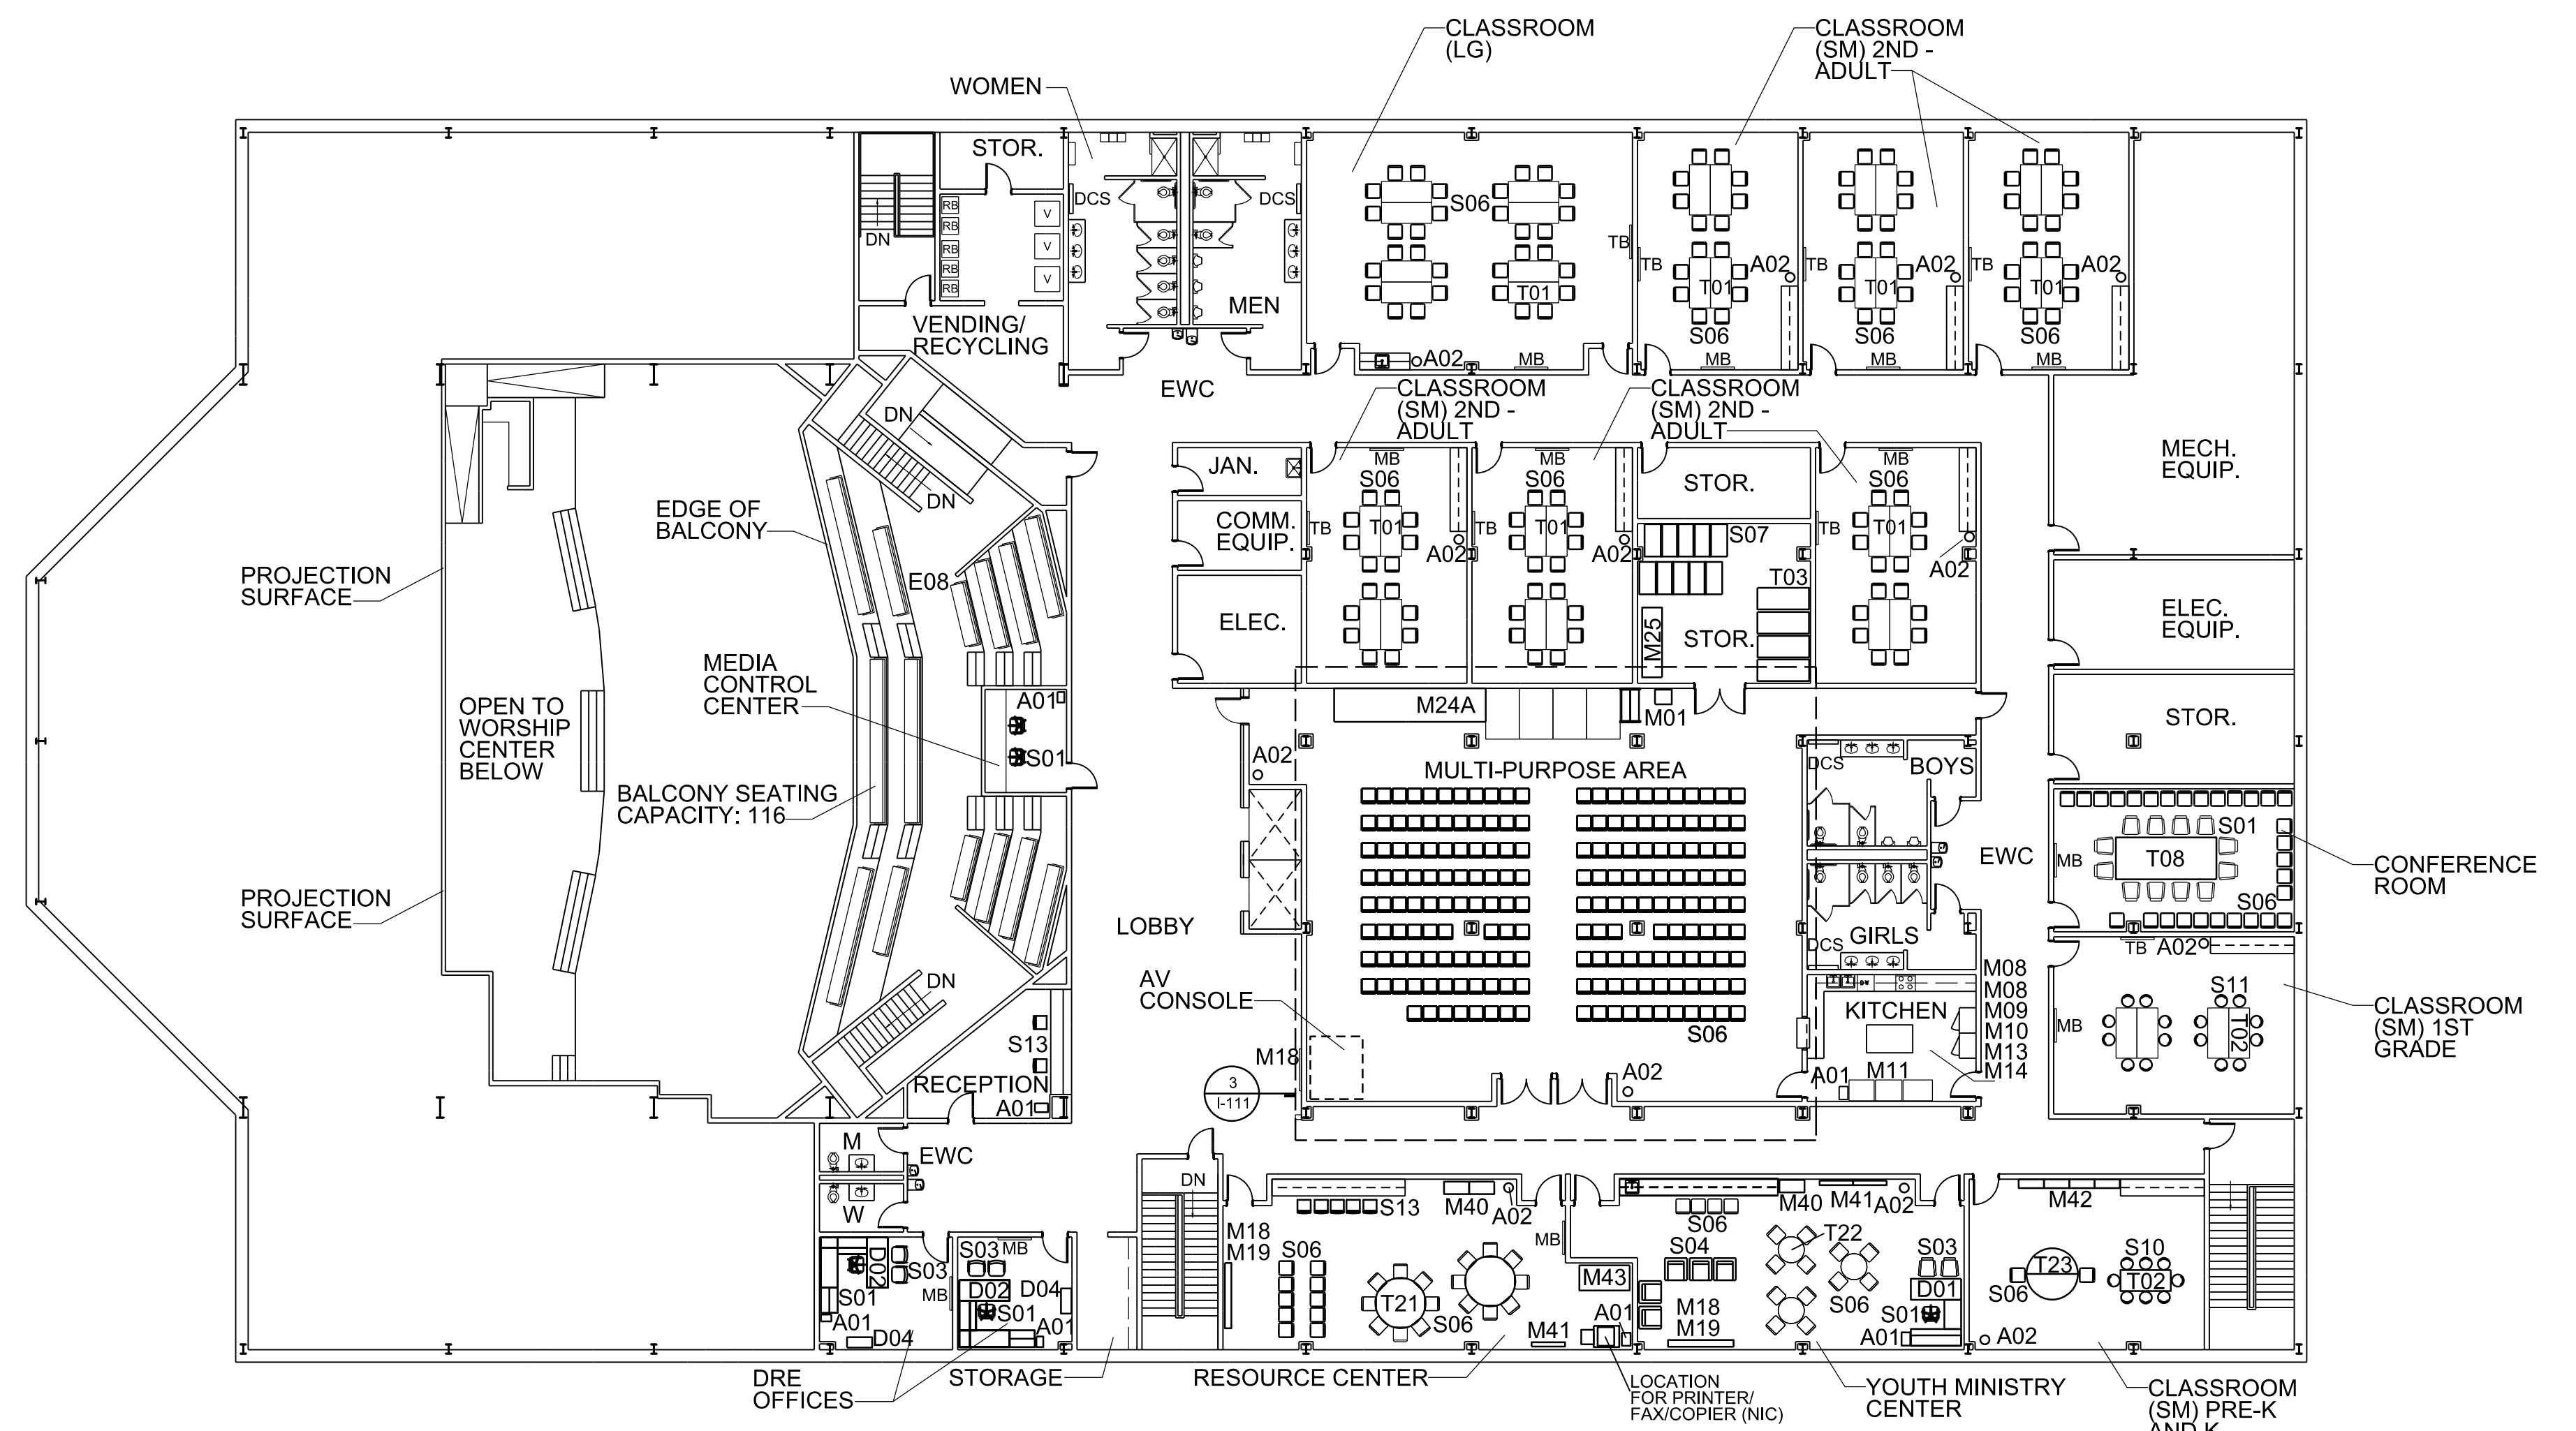 CLASSROOM
(LG)
CLASSROOM
(SM) 2ND -
ADULT
WOMEN
STOR.
DCS
DCS
RB
RB
RB
RB
RB
V
V
V
DN
VENDING/
RECYCLING
MEN
EWC
S06
T01
TB
A02
MB
TB
A02
T01
S06
MB
TB
A02
T01
S06
MB
TB
A02
T01
S06
MB
CLASSROOM
(SM) 2ND -
ADULT
CLASSROOM
(SM) 2ND -
ADULT
DN
DN
JAN.
COMM.
EQUIP.
ELEC.
MB
S06
TB
T01
A02
MB
S06
TB
T01
A02
STOR.
S07
T03
M25
STOR.
MB
S06
TB
T01
A02
MECH.
EQUIP.
ELEC.
EQUIP.
STOR.
EDGE OF
BALCONY
E08
PROJECTION
SURFACE
MEDIA
CONTROL
CENTER
A01
S01
OPEN TO
WORSHIP
CENTER
BELOW
BALCONY SEATING
CAPACITY: 116
PROJECTION
SURFACE
M24A
M01
A02
MULTI-PURPOSE AREA
DCS
BOYS
EWC
GIRLS
DCS
S01
MB
T08
S06
CONFERENCE
ROOM
LOBBY
AV
CONSOLE
DN
S13
RECEPTION
A01
M18
3
I-111
S06
A02
KITCHEN
A01
M11
M08
M08
M09
M10
M13
M14
TB
A02
S11
MB
T02
CLASSROOM
(SM) 1ST
GRADE
M
EWC
W
DN
D02
S03
S01
A01
MB
D04
S03
MB
D02
D04
S01
A01
DRE
OFFICES
STORAGE
M18
M19
S06
S13
M40
A02
MB
T21
S06
M41
RESOURCE CENTER
M43
A01
LOCATION
FOR PRINTER/
FAX/COPIER (NIC)
S06
S04
M40
M41
A02
T22
S03
D01
S06
S01
A01
M18
M19
YOUTH MINISTRY
CENTER
M42
T23
S06
S10
T02
A02
CLASSROOM
(SM) PRE-K
AND K